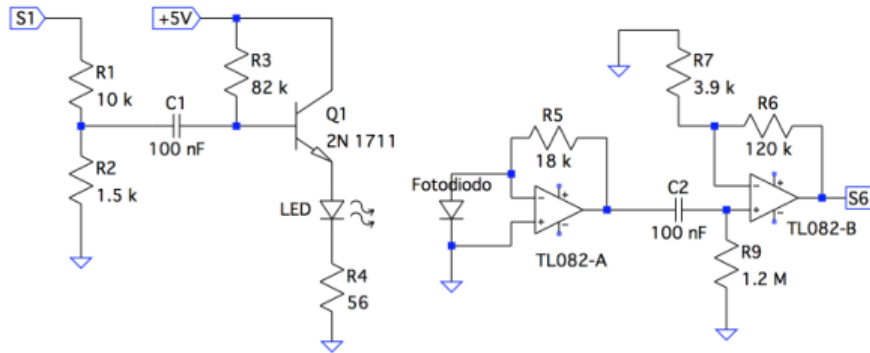 S1
+5V
R1
10 k
R2
1.5 k
C1
100 nF
R3
82 k
Q1
2N 1711
LED
R4
56
Fotodiodo
R5
18 k
-
+
+
-
TL082-A
C2
100 nF
R7
3.9 k
R6
120 k
-
+
+
-
TL082-B
S6
R9
1.2 M